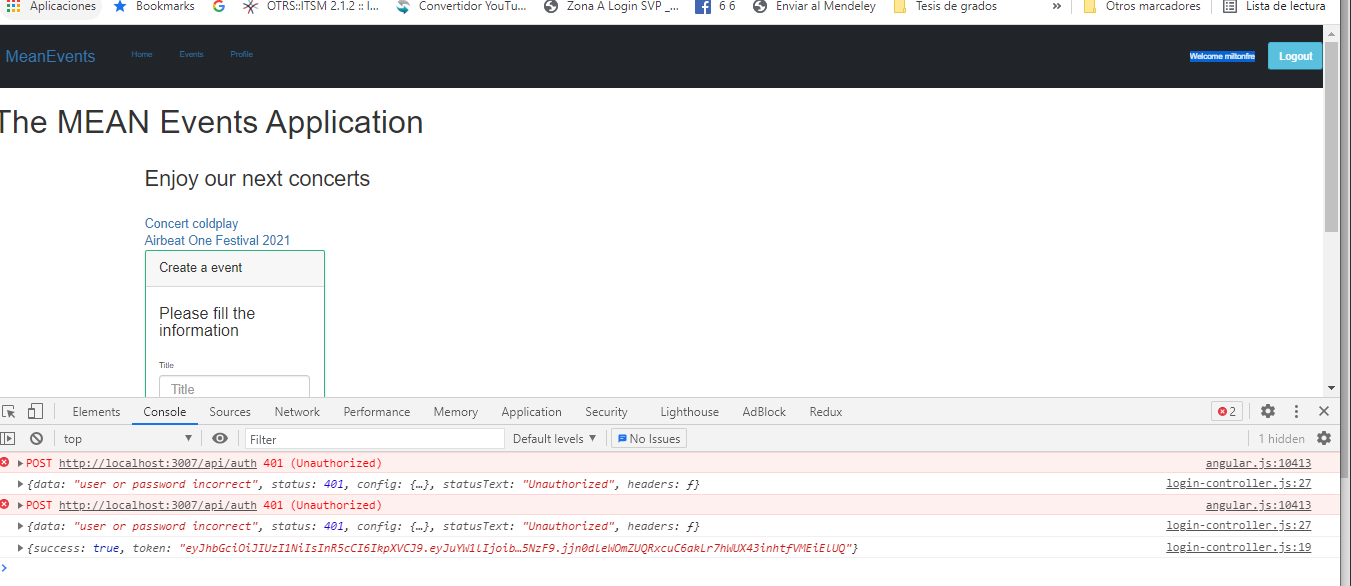 Aplicaciones Bookmarks OTRS::ITSM 2.1.2 :: I... Convertidor YouTu... Zona A Login SVP _... 6 6 Enviar al Mendeley Tesis de grados » Otros marcadores Lista de lectura
MeanEvents Home Events Profile Welcome miltonfre Logout
The MEAN Events Application
Enjoy our next concerts
Concert coldplay
Airbeat One Festival 2021
Create a event
Please fill the
information
Title
Title
Elements Console Sources Network Performance Memory Application Security Lighthouse AdBlock Redux 2
top Filter Default levels No Issues 1 hidden
POST http://localhost:3007/api/auth 401 (Unauthorized) angular.js:10413
{data: "user or password incorrect", status: 401, config: {…}, statusText: "Unauthorized", headers: ƒ} login-controller.js:27
POST http://localhost:3007/api/auth 401 (Unauthorized) angular.js:10413
{data: "user or password incorrect", status: 401, config: {…}, statusText: "Unauthorized", headers: ƒ} login-controller.js:27
{success: true, token: login-controller.js:19